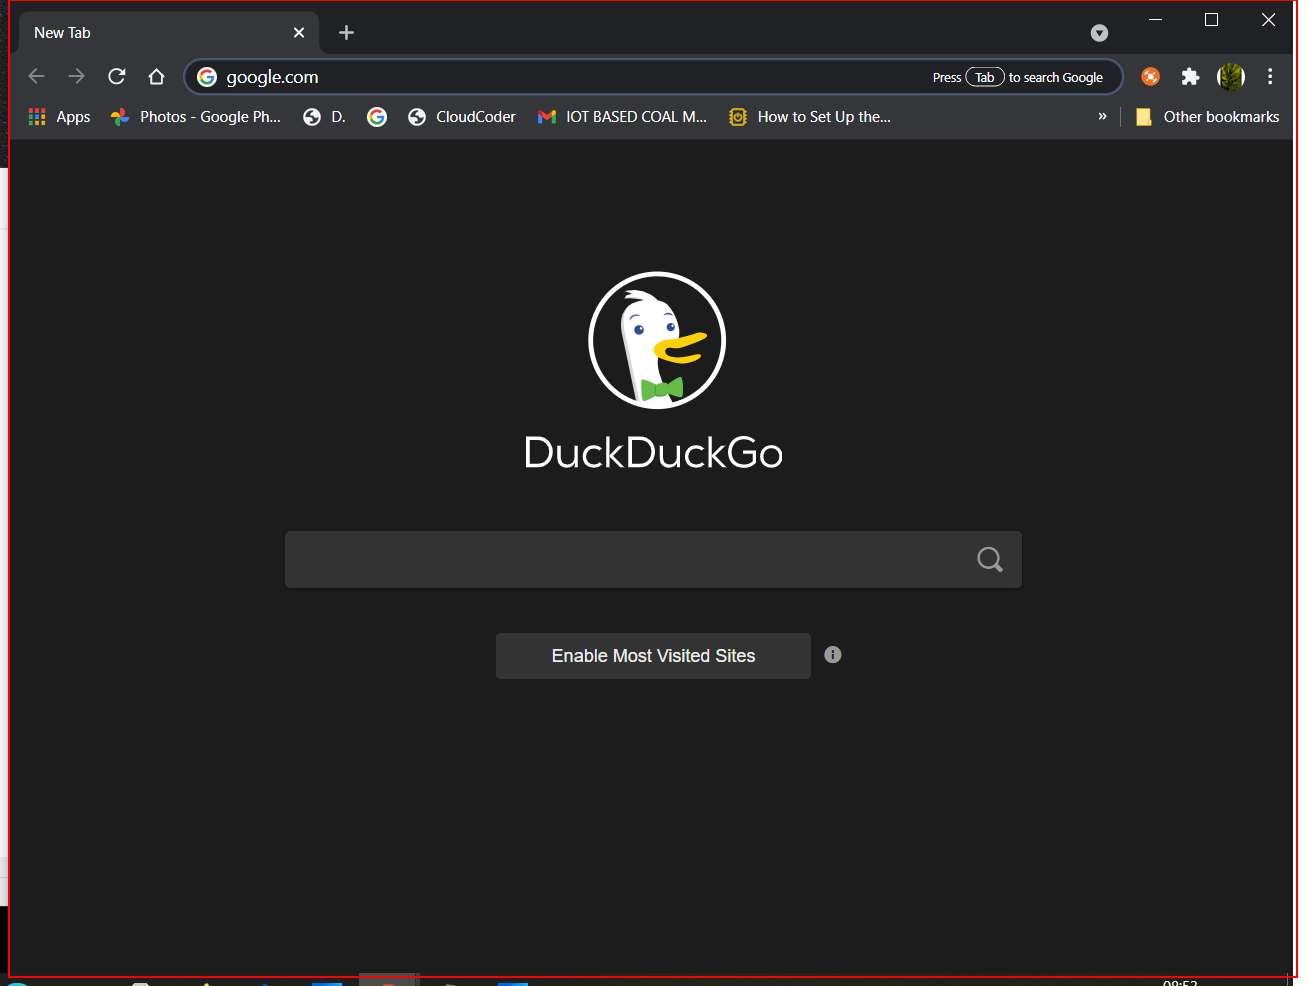 New Tab
google.com Press Tab to search Google
Apps Photos - Google Ph... D. CloudCoder IOT BASED COAL M... How to Set Up the... » Other bookmarks
DuckDuckGo
Enable Most Visited Sites